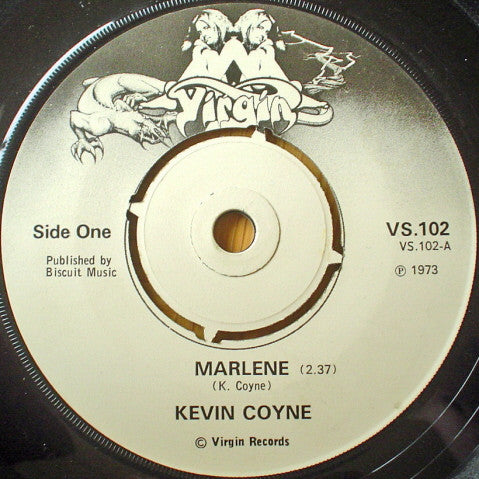 Virgin
Side One
VS.102
VS.102-A
Published by
Biscuit Music
℗ 1973
MARLENE (2.37)
(K. Coyne)
KEVIN COYNE
© Virgin Records